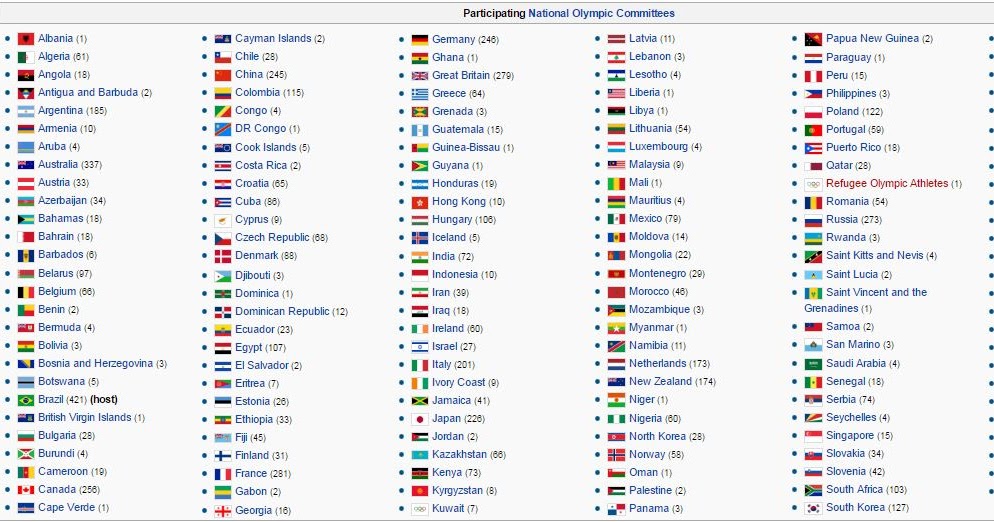 Participating National Olympic Committees
Albania (1)
Algeria (61)
Angola (18)
Antigua and Barbuda (2)
Argentina (185)
Armenia (10)
Aruba (4)
Australia (337)
Austria (33)
Azerbaijan (34)
Bahamas (18)
Bahrain (18)
Barbados (6)
Belarus (97)
Belgium (66)
Benin (2)
Bermuda (4)
Bolivia (3)
Bosnia and Herzegovina (3)
Botswana (5)
Brazil (421) (host)
British Virgin Islands (1)
Bulgaria (28)
Burundi (4)
Cameroon (19)
Canada (256)
Cape Verde (1)
Cayman Islands (2)
Chile (28)
China (245)
Colombia (115)
Congo (4)
DR Congo (1)
Cook Islands (5)
Costa Rica (2)
Croatia (65)
Cuba (86)
Cyprus (9)
Czech Republic (68)
Denmark (88)
Djibouti (3)
Dominica (1)
Dominican Republic (12)
Ecuador (23)
Egypt (107)
El Salvador (2)
Eritrea (7)
Estonia (26)
Ethiopia (33)
Fiji (45)
Finland (31)
France (281)
Gabon (2)
Georgia (16)
Germany (246)
Ghana (1)
Great Britain (279)
Greece (64)
Grenada (3)
Guatemala (15)
Guinea-Bissau (1)
Guyana (1)
Honduras (19)
Hong Kong (10)
Hungary (106)
Iceland (5)
India (72)
Indonesia (10)
Iran (39)
Iraq (18)
Ireland (60)
Israel (27)
Italy (201)
Ivory Coast (9)
Jamaica (41)
Japan (226)
Jordan (2)
Kazakhstan (66)
Kenya (73)
Kyrgyzstan (8)
Kuwait (7)
Latvia (11)
Lebanon (3)
Lesotho (4)
Liberia (1)
Libya (1)
Lithuania (54)
Luxembourg (4)
Malaysia (9)
Mali (1)
Mauritius (4)
Mexico (79)
Moldova (14)
Mongolia (22)
Montenegro (29)
Morocco (46)
Mozambique (3)
Myanmar (1)
Namibia (11)
Netherlands (173)
New Zealand (174)
Niger (1)
Nigeria (60)
North Korea (28)
Norway (58)
Oman (1)
Palestine (2)
Panama (3)
Papua New Guinea (2)
Paraguay (1)
Peru (15)
Philippines (3)
Poland (122)
Portugal (59)
Puerto Rico (18)
Qatar (28)
Refugee Olympic Athletes (1)
Romania (54)
Russia (273)
Rwanda (3)
Saint Kitts and Nevis (4)
Saint Lucia (2)
Saint Vincent and the
Grenadines (1)
Samoa (2)
San Marino (3)
Saudi Arabia (4)
Senegal (18)
Serbia (74)
Seychelles (4)
Singapore (15)
Slovakia (34)
Slovenia (42)
South Africa (103)
South Korea (127)